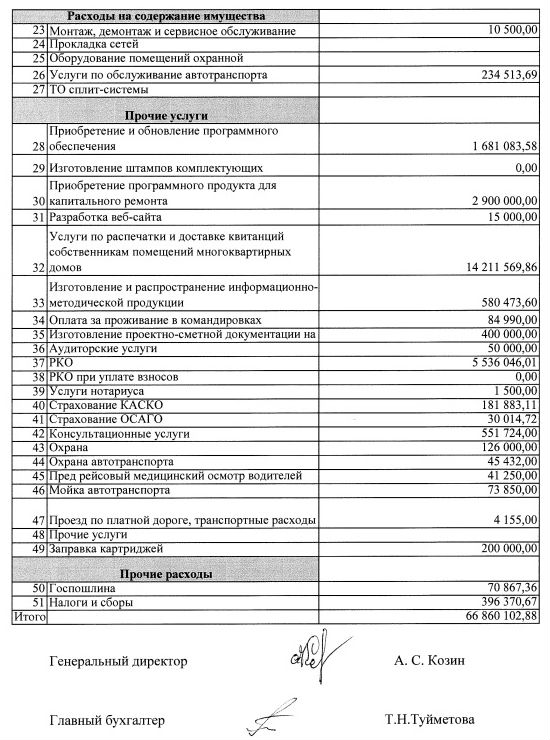 Расходы на содержание имущества
23 Монтаж, демонтаж и сервисное обслуживание 10 500,00
24 Прокладка сетей
25 Оборудование помещений охранной
26 Услуги по обслуживание автотранспорта 234 513,69
27 ТО сплит-системы
Прочие услуги
Приобретение и обновление программного
28 обеспечения 1 681 083,58
29 Изготовление штампов комплектующих 0,00
Приобретение программного продукта для
30 капитального ремонта 2 900 000,00
31 Разработка веб-сайта 15 000,00
Услуги по распечатки и доставке квитанций
собственникам помещений многоквартирных
32 домов 14 211 569,86
Изготовление и распространение информационно-
33 методической продукции 580 473,60
34 Оплата за проживание в командировках 84 990,00
35 Изготовление проектно-сметной документации на 400 000,00
36 Аудиторские услуги 50 000,00
37 РКО 5 536 046,01
38 РКО при уплате взносов 0,00
39 Услуги нотариуса 1 500,00
40 Страхование КАСКО 181 883,11
41 Страхование ОСАГО 30 014,72
42 Консультационные услуги 551 724,00
43 Охрана 126 000,00
44 Охрана автотранспорта 45 432,00
45 Пред рейсовый медицинский осмотр водителей 41 250,00
46 Мойка автотранспорта 73 850,00
47 Проезд по платной дороге, транспортные расходы 4 155,00
48 Прочие услуги
49 Заправка картриджей 200 000,00
Прочие расходы
50 Госпошлина 70 867,36
51 Налоги и сборы 396 370,67
Итого 66 860 102,88
Генеральный директор А. С. Козин
Главный бухгалтер Т.Н.Туйметова